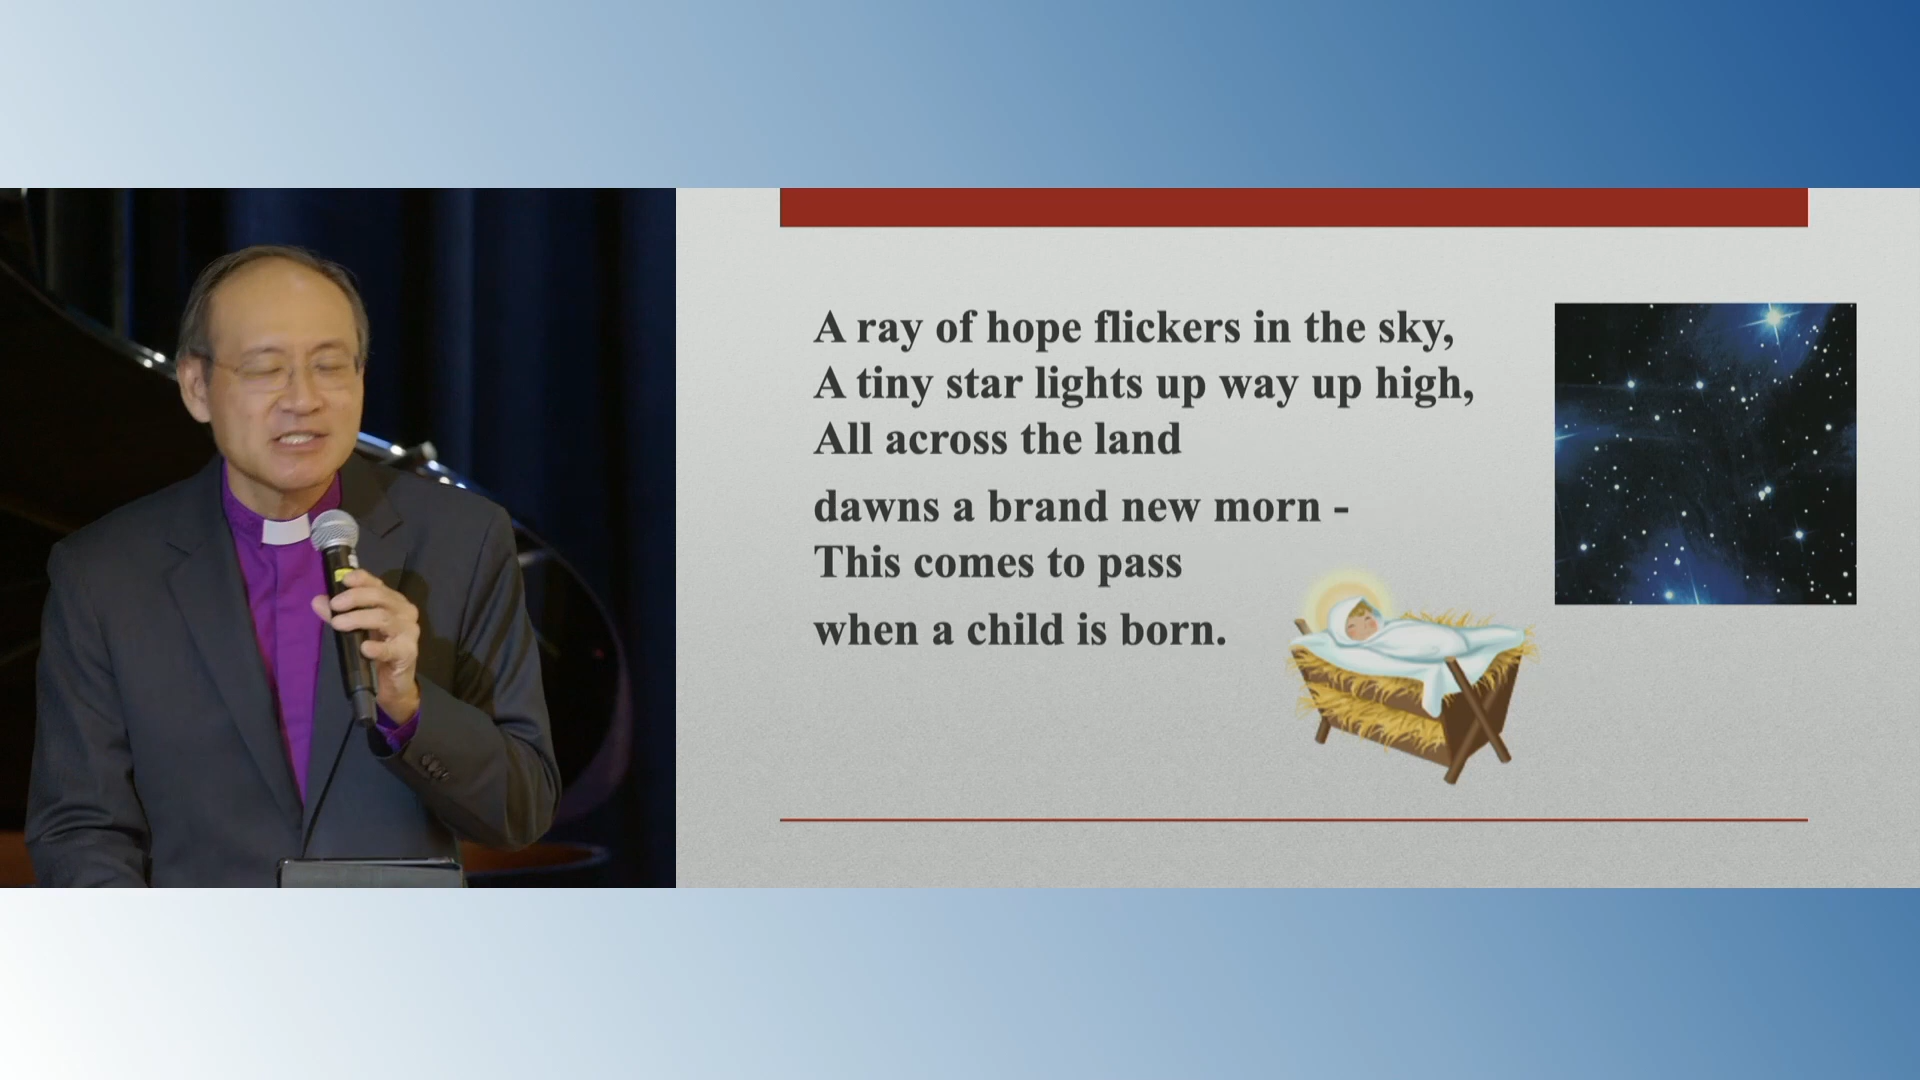 A ray of hope flickers in the sky,
A tiny star lights up way up high,
All across the land
dawns a brand new morn -
This comes to pass
when a child is born.